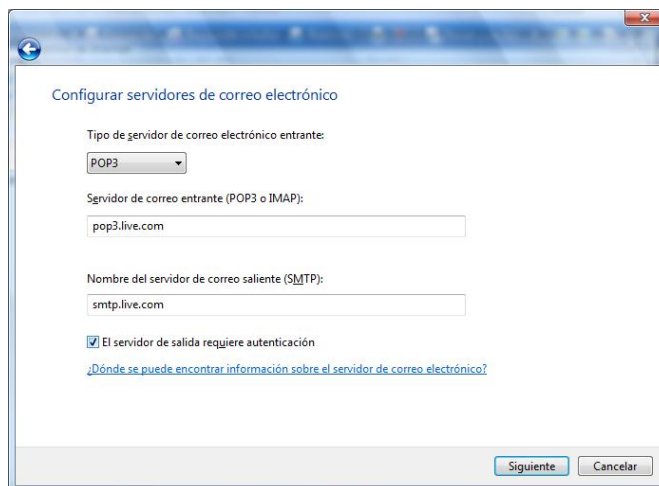 Configurar servidores de correo electrónico
Tipo de servidor de correo electrónico entrante:
POP3
Servidor de correo entrante (POP3 o IMAP):
pop3.live.com
Nombre del servidor de correo saliente (SMTP):
smtp.live.com
El servidor de salida requiere autenticación
¿Dónde se puede encontrar información sobre el servidor de correo electrónico?
Siguiente Cancelar